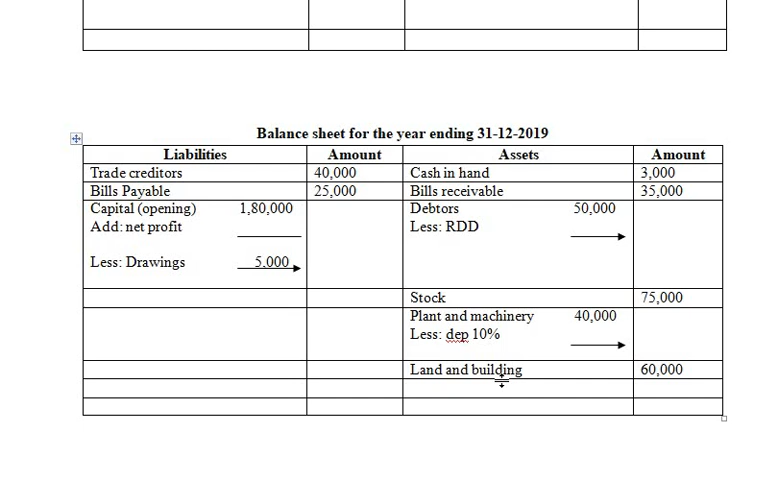 Balance sheet for the year ending 31-12-2019
Liabilities Amount Assets Amount
Trade creditors 40,000 Cash in hand 3,000
Bills Payable 25,000 Bills receivable 35,000
Capital (opening) 1,80,000 Debtors 50,000
Add: net profit Less: RDD
Less: Drawings 5,000
Stock 75,000
Plant and machinery 40,000
Less: dep 10%
Land and building 60,000